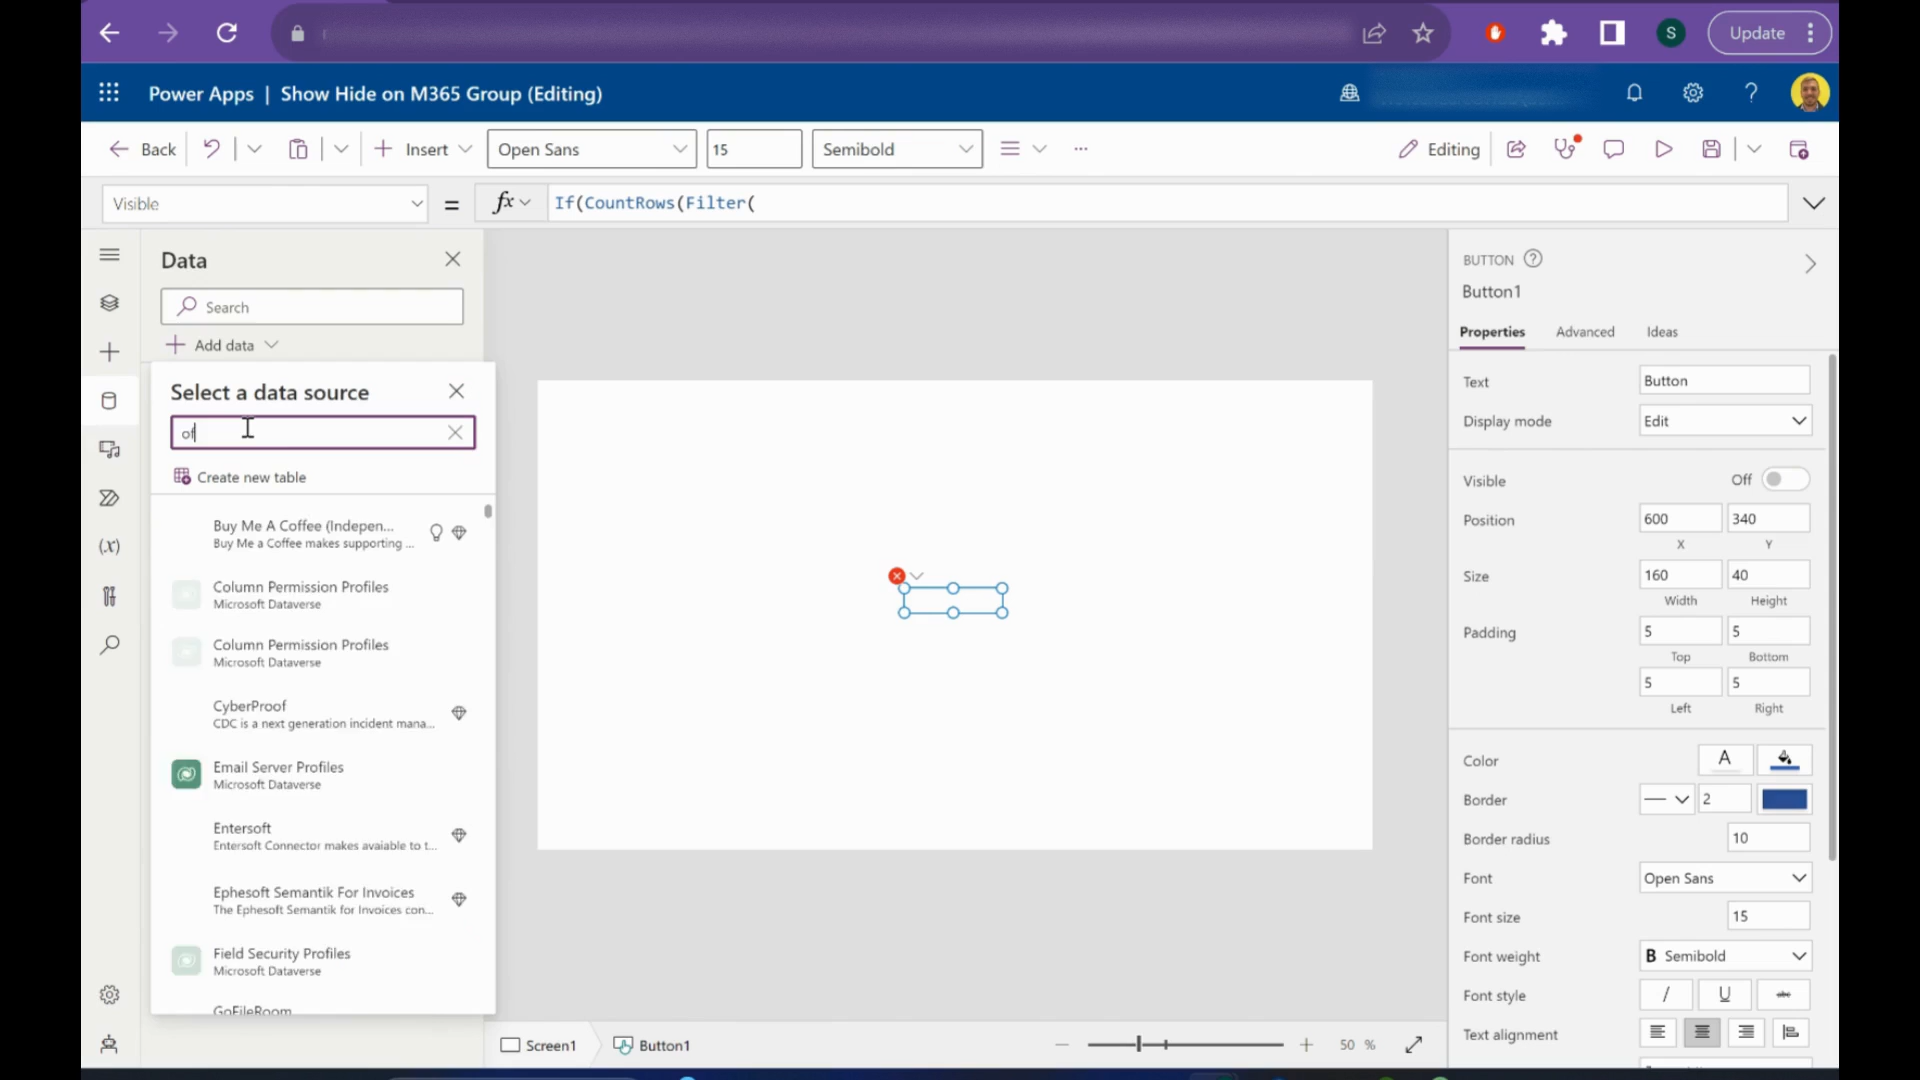 S
Update
Power Apps | Show Hide on M365 Group (Editing)
Back
Insert
Open Sans
15
Semibold
Editing
Visible
=
fx
If(CountRows(Filter(
Data
Search
Add data
Select a data source
of
Create new table
Buy Me A Coffee (Indepen...
Buy Me a Coffee makes supporting ...
Column Permission Profiles
Microsoft Dataverse
Column Permission Profiles
Microsoft Dataverse
CyberProof
CDC is a next generation incident mana...
Email Server Profiles
Microsoft Dataverse
Entersoft
Entersoft Connector makes avaiable to t...
Ephesoft Semantik For Invoices
The Ephesoft Semantik for Invoices con...
Field Security Profiles
Microsoft Dataverse
GoFileRoom
Screen1
Button1
50 %
BUTTON
Button1
Properties
Advanced
Ideas
Text
Button
Display mode
Edit
Visible
Off
Position
600
340
X
Y
Size
160
40
Width
Height
Padding
5
5
Top
Bottom
5
5
Left
Right
Color
A
Border
2
Border radius
10
Font
Open Sans
Font size
15
Font weight
B Semibold
Font style
/
U
abc
Text alignment